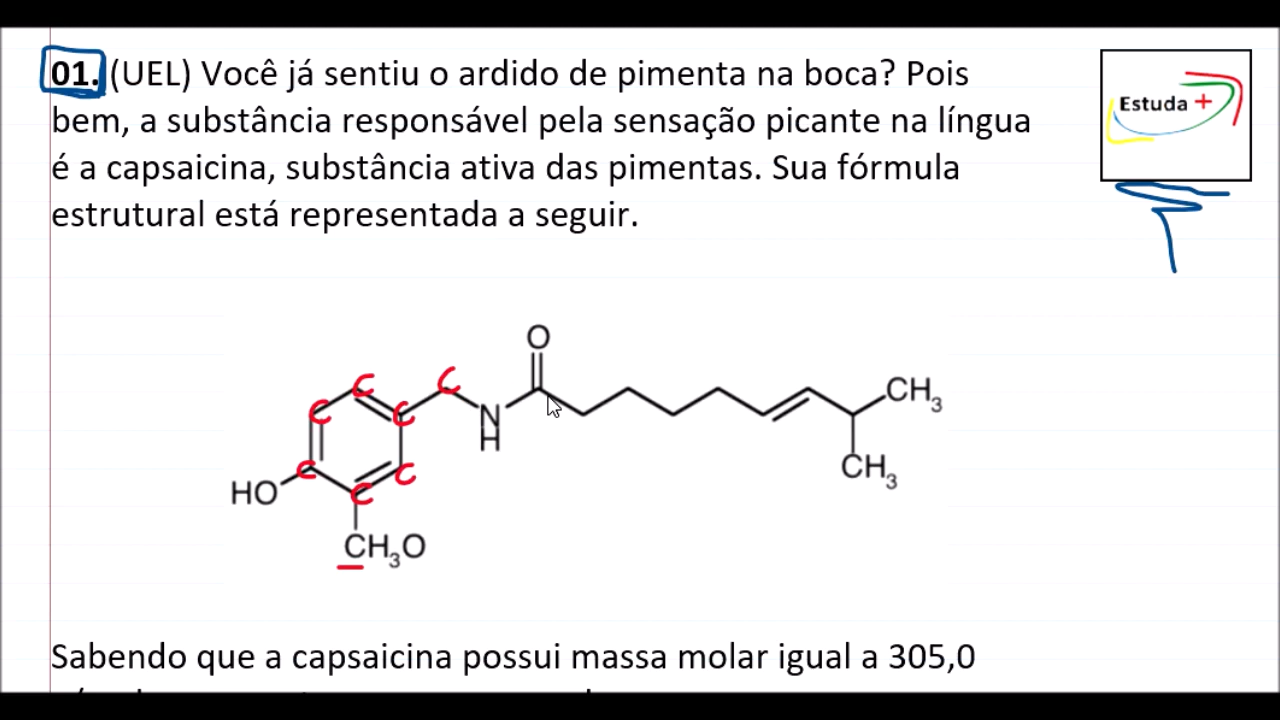 01. (UEL) Você já sentiu o ardido de pimenta na boca? Pois
bem, a substância responsável pela sensação picante na língua
é a capsaicina, substância ativa das pimentas. Sua fórmula
estrutural está representada a seguir.
Estuda +
O
C C
C C CH3
N
H
C C CH3
HO C
CH3O
Sabendo que a capsaicina possui massa molar igual a 305,0